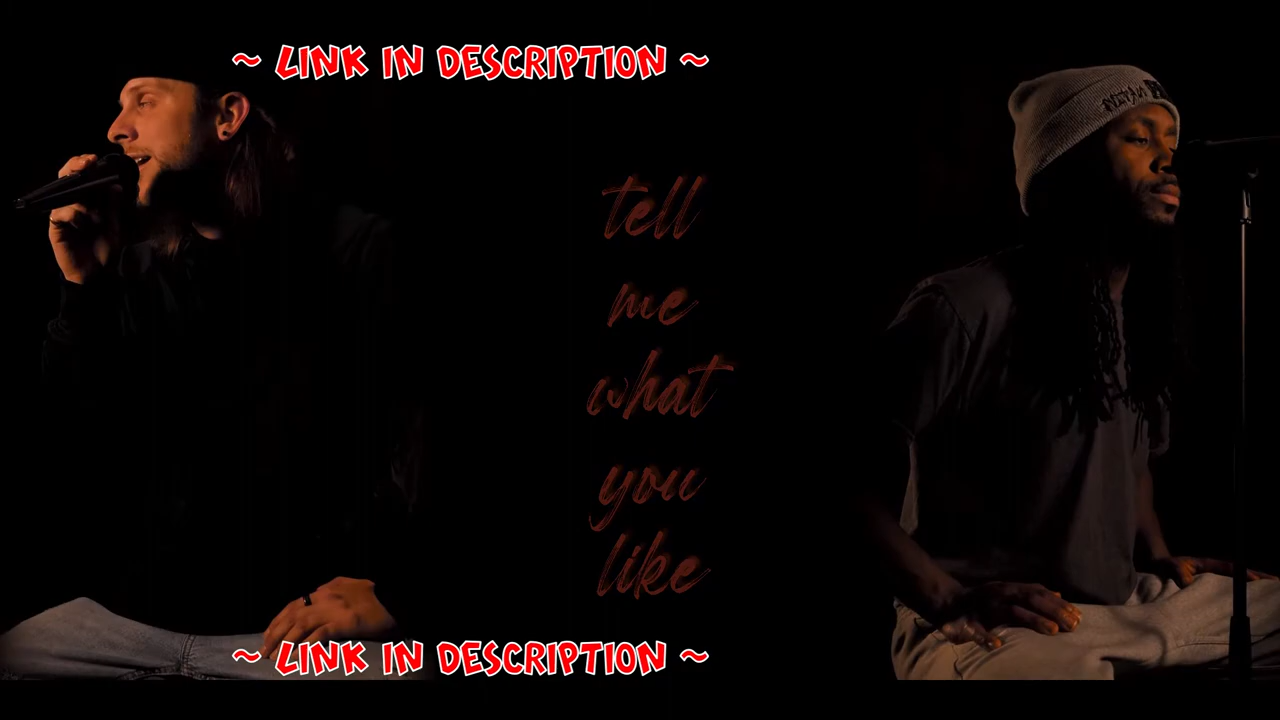 ~ LINK IN DESCRIPTION ~
tell
me
what
you
like
~ LINK IN DESCRIPTION ~